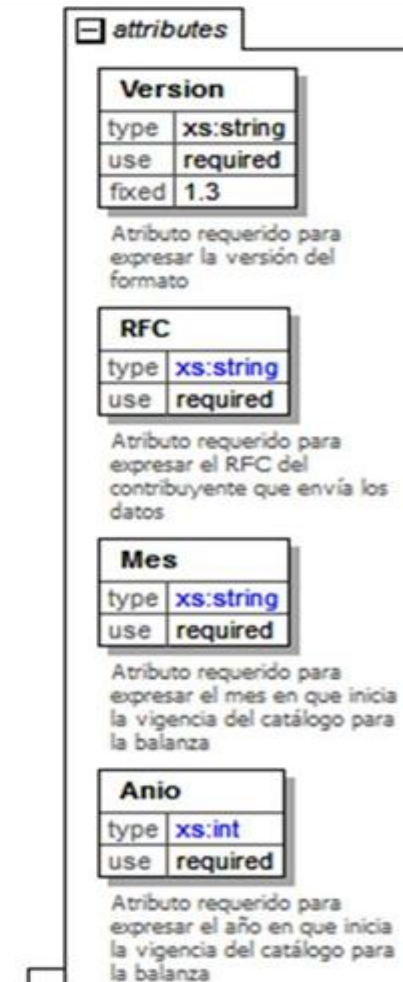 attributes
Version
type xs:string
use required
fixed 1.3
Atributo requerido para
expresar la versión del
formato
RFC
type xs:string
use required
Atributo requerido para
expresar el RFC del
contribuyente que envía los
datos
Mes
type xs:string
use required
Atributo requerido para
expresar el mes en que inicia
la vigencia del catálogo para
la balanza
Anio
type xs:int
use required
Atributo requerido para
expresar el año en que inicia
la vigencia del catálogo para
la balanza